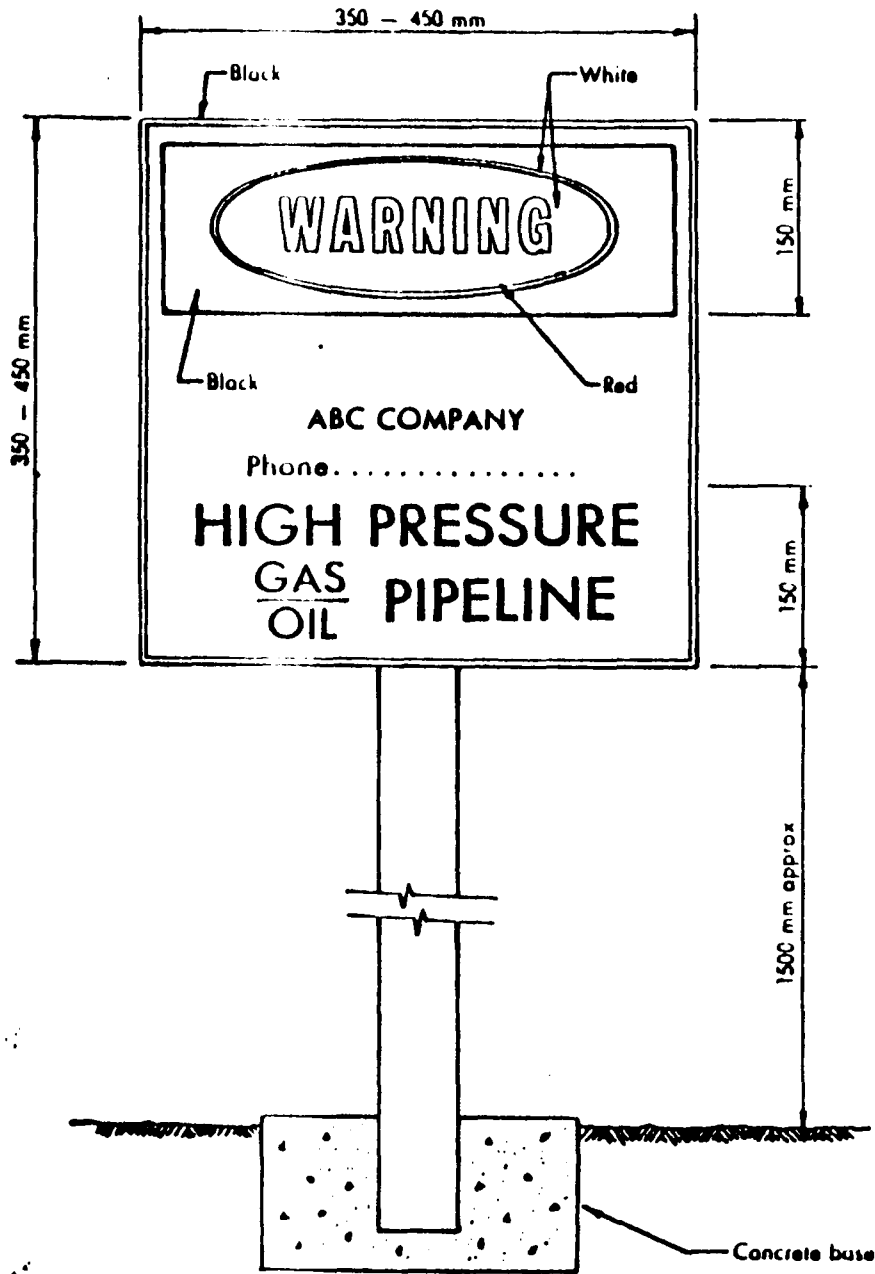 350 – 450 mm
Black
White
WARNING
150 mm
350 – 450 mm
Black
Red
ABC COMPANY
Phone...............
HIGH PRESSURE
GAS
OIL
PIPELINE
150 mm
1500 mm approx
Concrete base